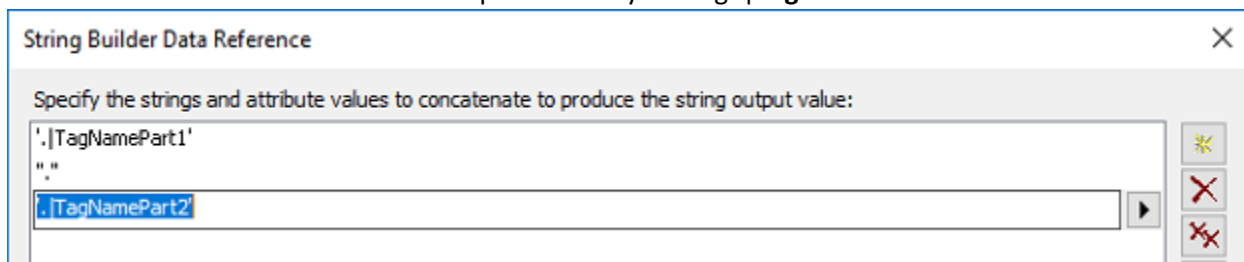 String Builder Data Reference
Specify the strings and attribute values to concatenate to produce the string output value:
'.|TagNamePart1'
"."
'.|TagNamePart2'